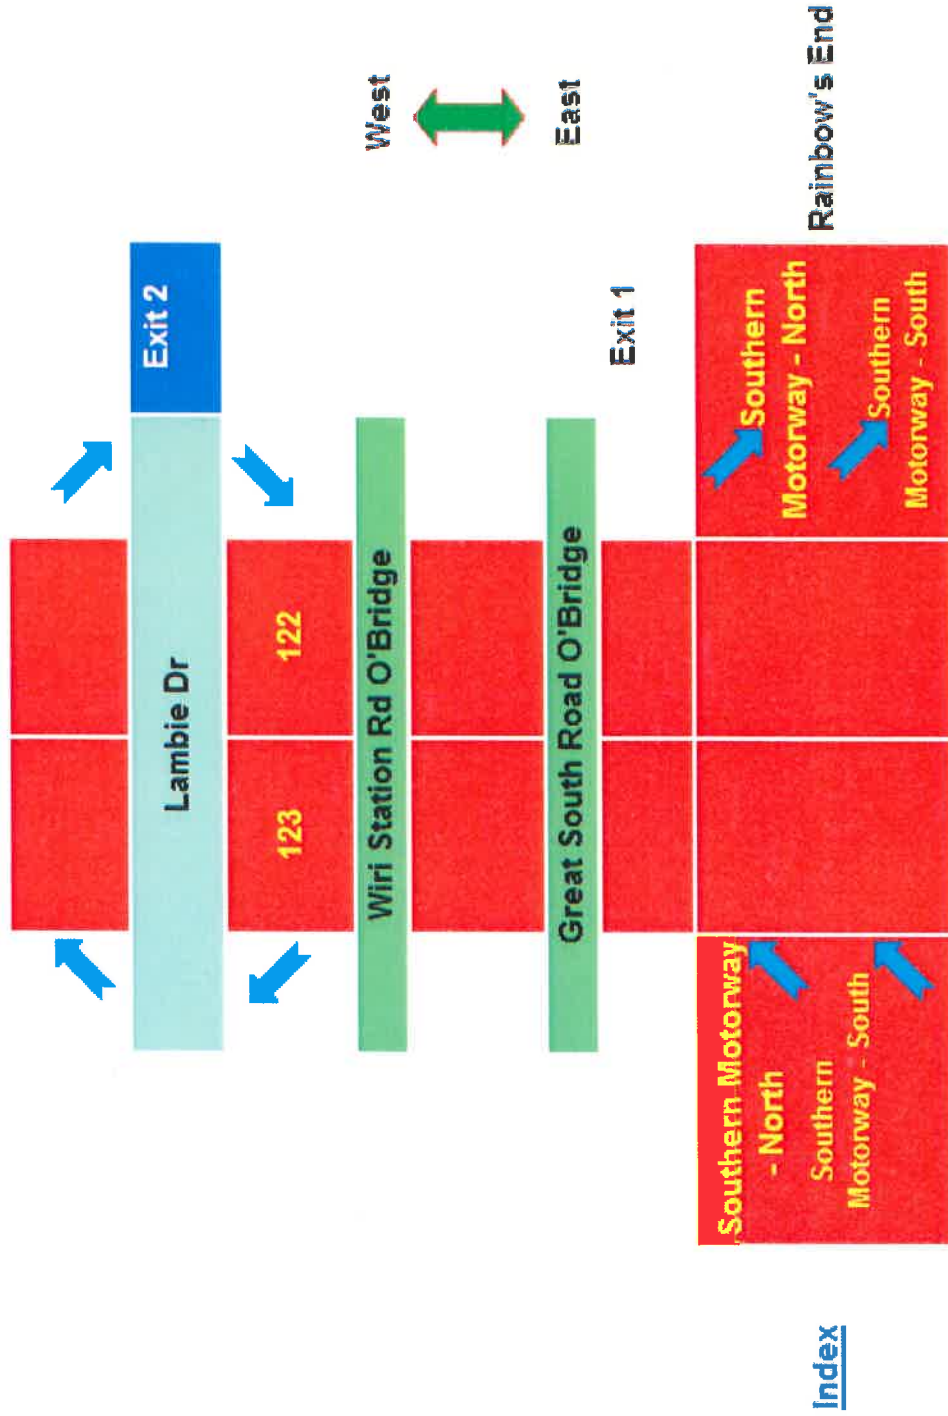 Exit 2
Lambie Dr
123
122
Wiri Station Rd O'Bridge
West
East
Great South Road O'Bridge
Exit 1
Southern Motorway
- North
Southern
Motorway - South
Southern
Motorway - North
Southern
Motorway - South
Rainbow's End
Index